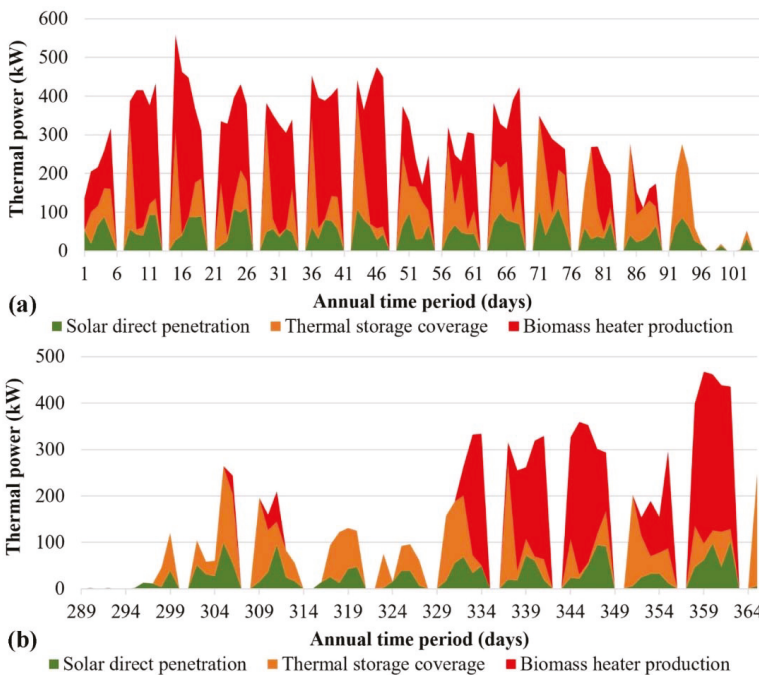 600
500
400
300
200
100
0
Thermal power (kW)
1 6 11 16 21 26 31 36 41 46 51 56 61 66 71 76 81 86 91 96 101
(a)
Annual time period (days)
Solar direct penetration Thermal storage coverage Biomass heater production
500
400
300
200
100
0
Thermal power (kW)
289 294 299 304 309 314 319 324 329 334 339 344 349 354 359 364
(b)
Annual time period (days)
Solar direct penetration Thermal storage coverage Biomass heater production